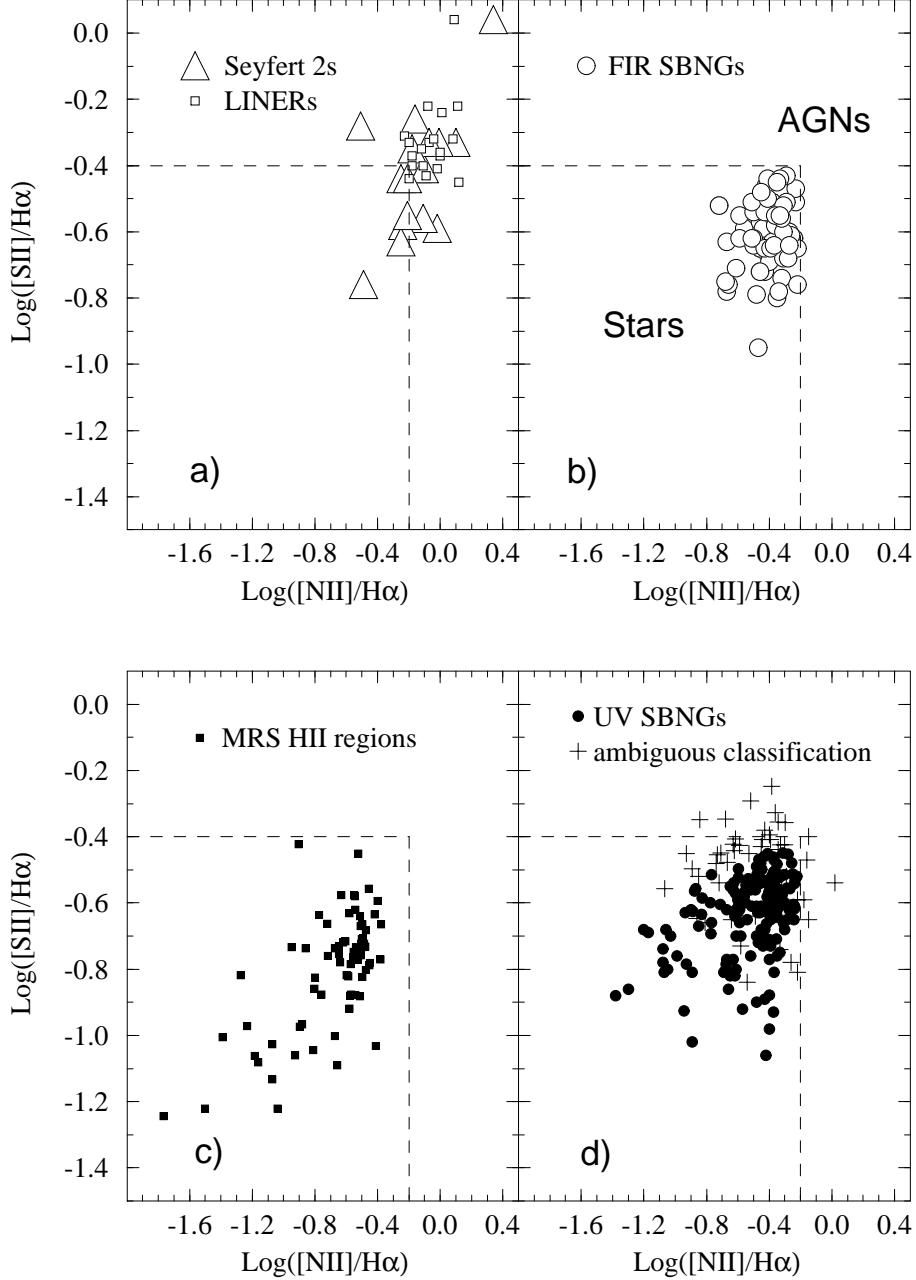 0.0
-0.2
-0.4
-0.6
-0.8
-1.0
-1.2
-1.4
Log([SII]/Hα)
Seyfert 2s
LINERs
a)
-1.6 -1.2 -0.8 -0.4 0.0 0.4
Log([NII]/Hα)
FIR SBNGs
AGNs
Stars
b)
-1.6 -1.2 -0.8 -0.4 0.0 0.4
Log([NII]/Hα)
0.0
-0.2
-0.4
-0.6
-0.8
-1.0
-1.2
-1.4
Log([SII]/Hα)
MRS HII regions
c)
-1.6 -1.2 -0.8 -0.4 0.0 0.4
Log([NII]/Hα)
UV SBNGs
ambiguous classification
d)
-1.6 -1.2 -0.8 -0.4 0.0 0.4
Log([NII]/Hα)